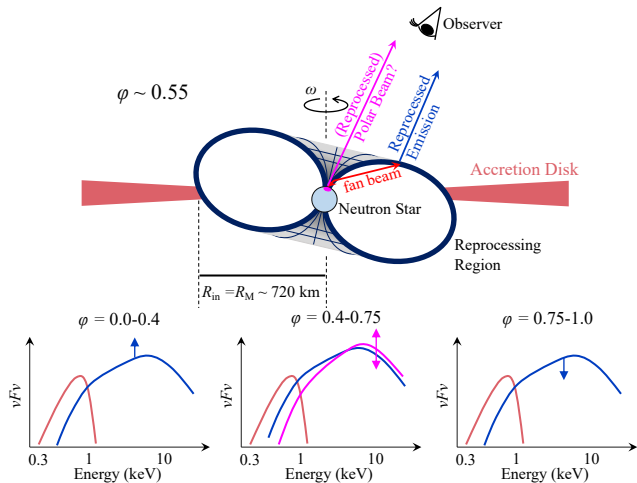 Observer
φ ~ 0.55
ω
(Reprocessed)
Polar Beam?
Reprocessed
Emission
fan beam
Accretion Disk
Neutron Star
Reprocessing
Region
R_in = R_M ~ 720 km
φ = 0.0-0.4
φ = 0.4-0.75
φ = 0.75-1.0
νFν
0.3
1
10
Energy (keV)
νFν
0.3
1
10
Energy (keV)
νFν
0.3
1
10
Energy (keV)